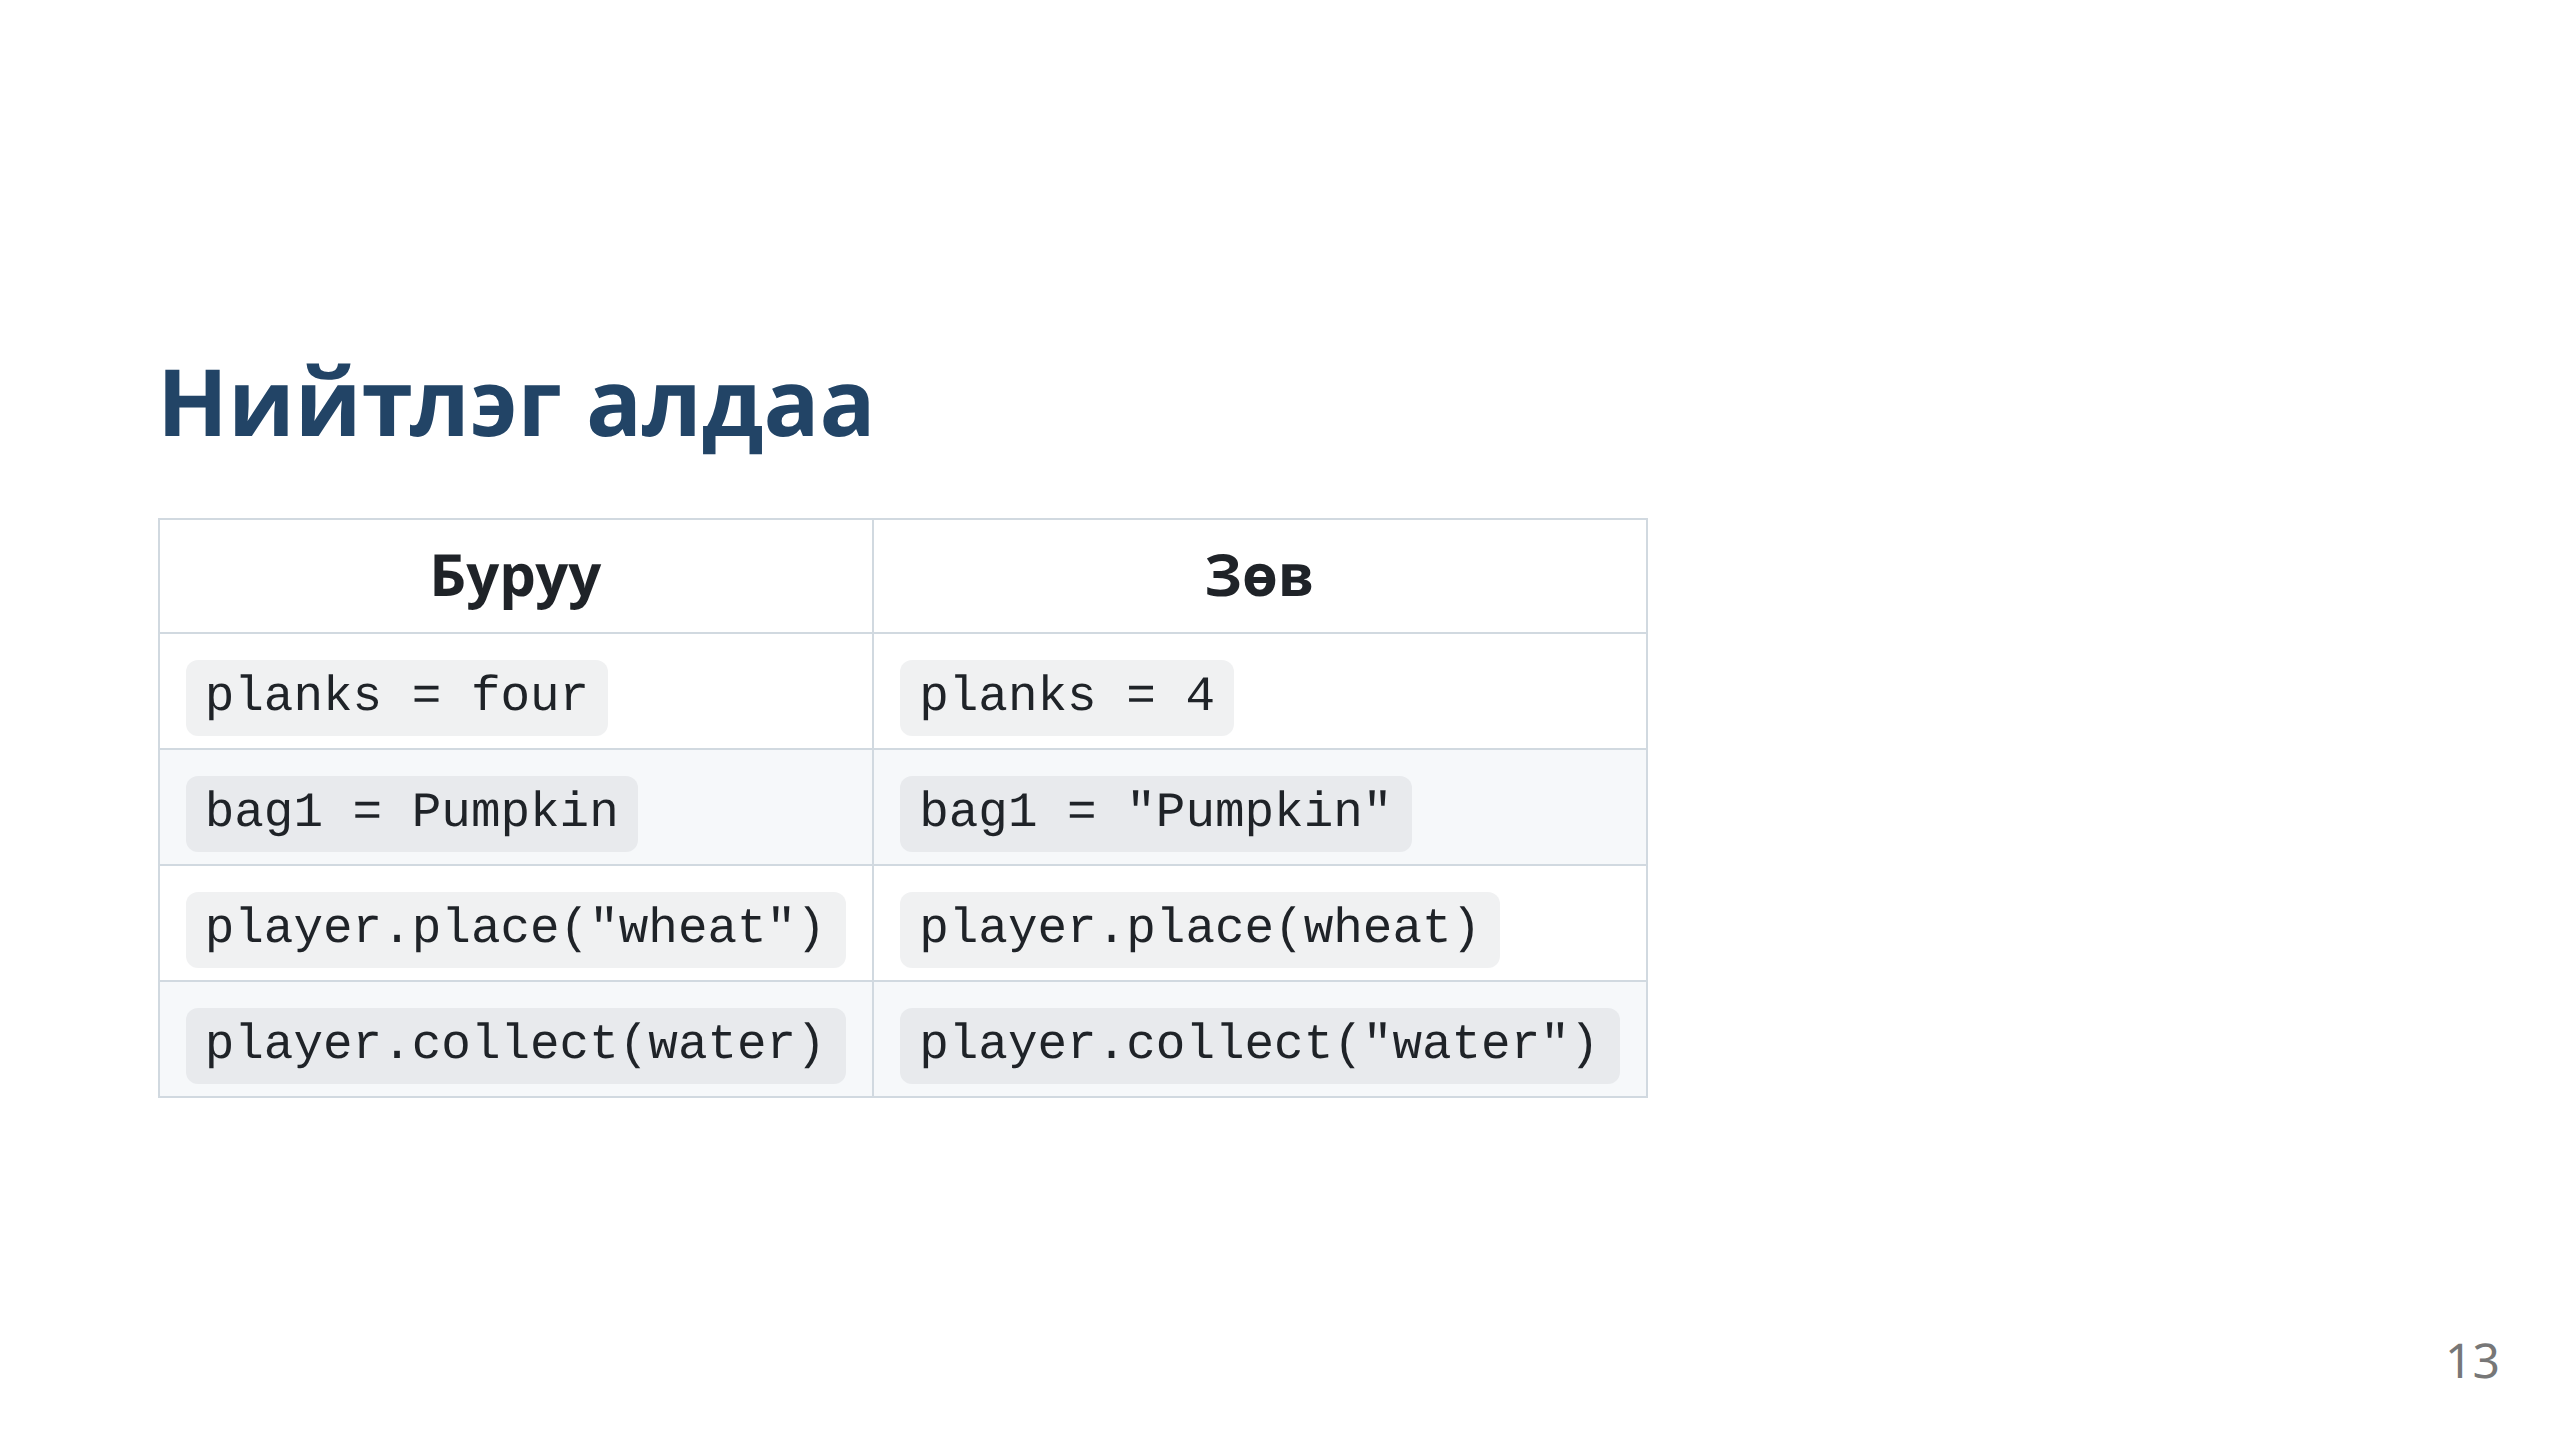 Нийтлэг алдаа
Буруу Зөв
planks = four planks = 4
bag1 = Pumpkin bag1 = "Pumpkin"
player.place("wheat") player.place(wheat)
player.collect(water) player.collect("water")
13